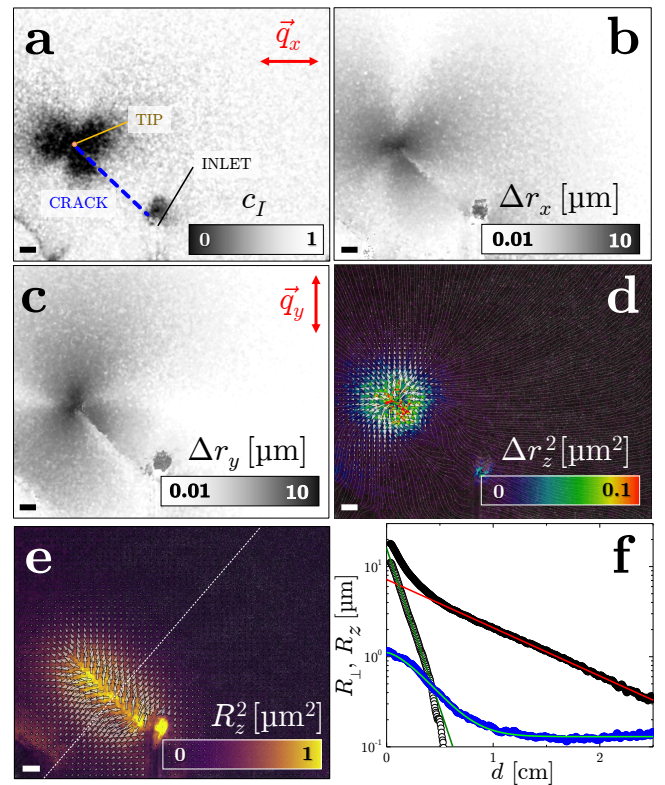 a
q⃗x
TIP
INLET
CRACK
cI
0 1
b
Δrx [µm]
0.01 10
c
q⃗y
Δry [µm]
0.01 10
d
Δrz² [µm²]
0 0.1
e
Rz² [µm²]
0 1
f
R⊥, Rz [µm]
10¹
10⁰
10⁻¹
0 1 2
d [cm]